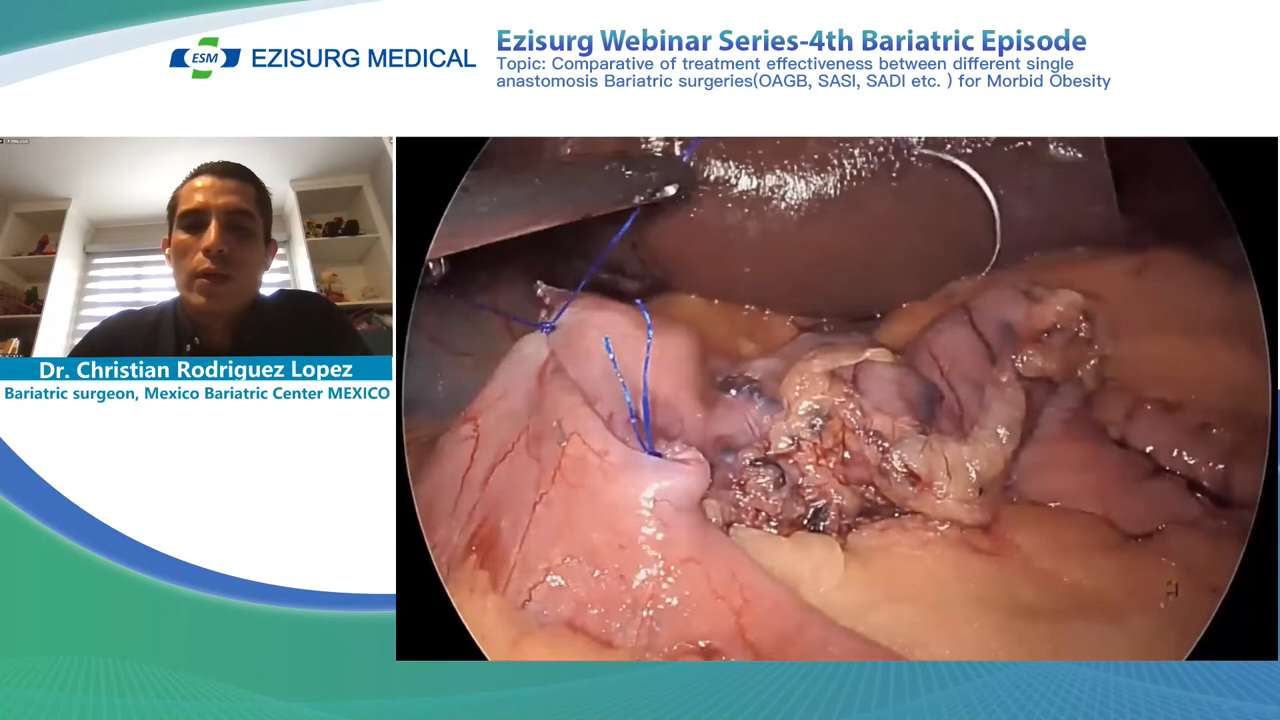 ESM
EZISURG MEDICAL
Ezisurg Webinar Series-4th Bariatric Episode
Topic: Comparative of treatment effectiveness between different single
anastomosis Bariatric surgeries(OAGB, SASI, SADI etc. ) for Morbid Obesity
Dr. Christian Rodriguez Lopez
Bariatric surgeon, Mexico Bariatric Center MEXICO